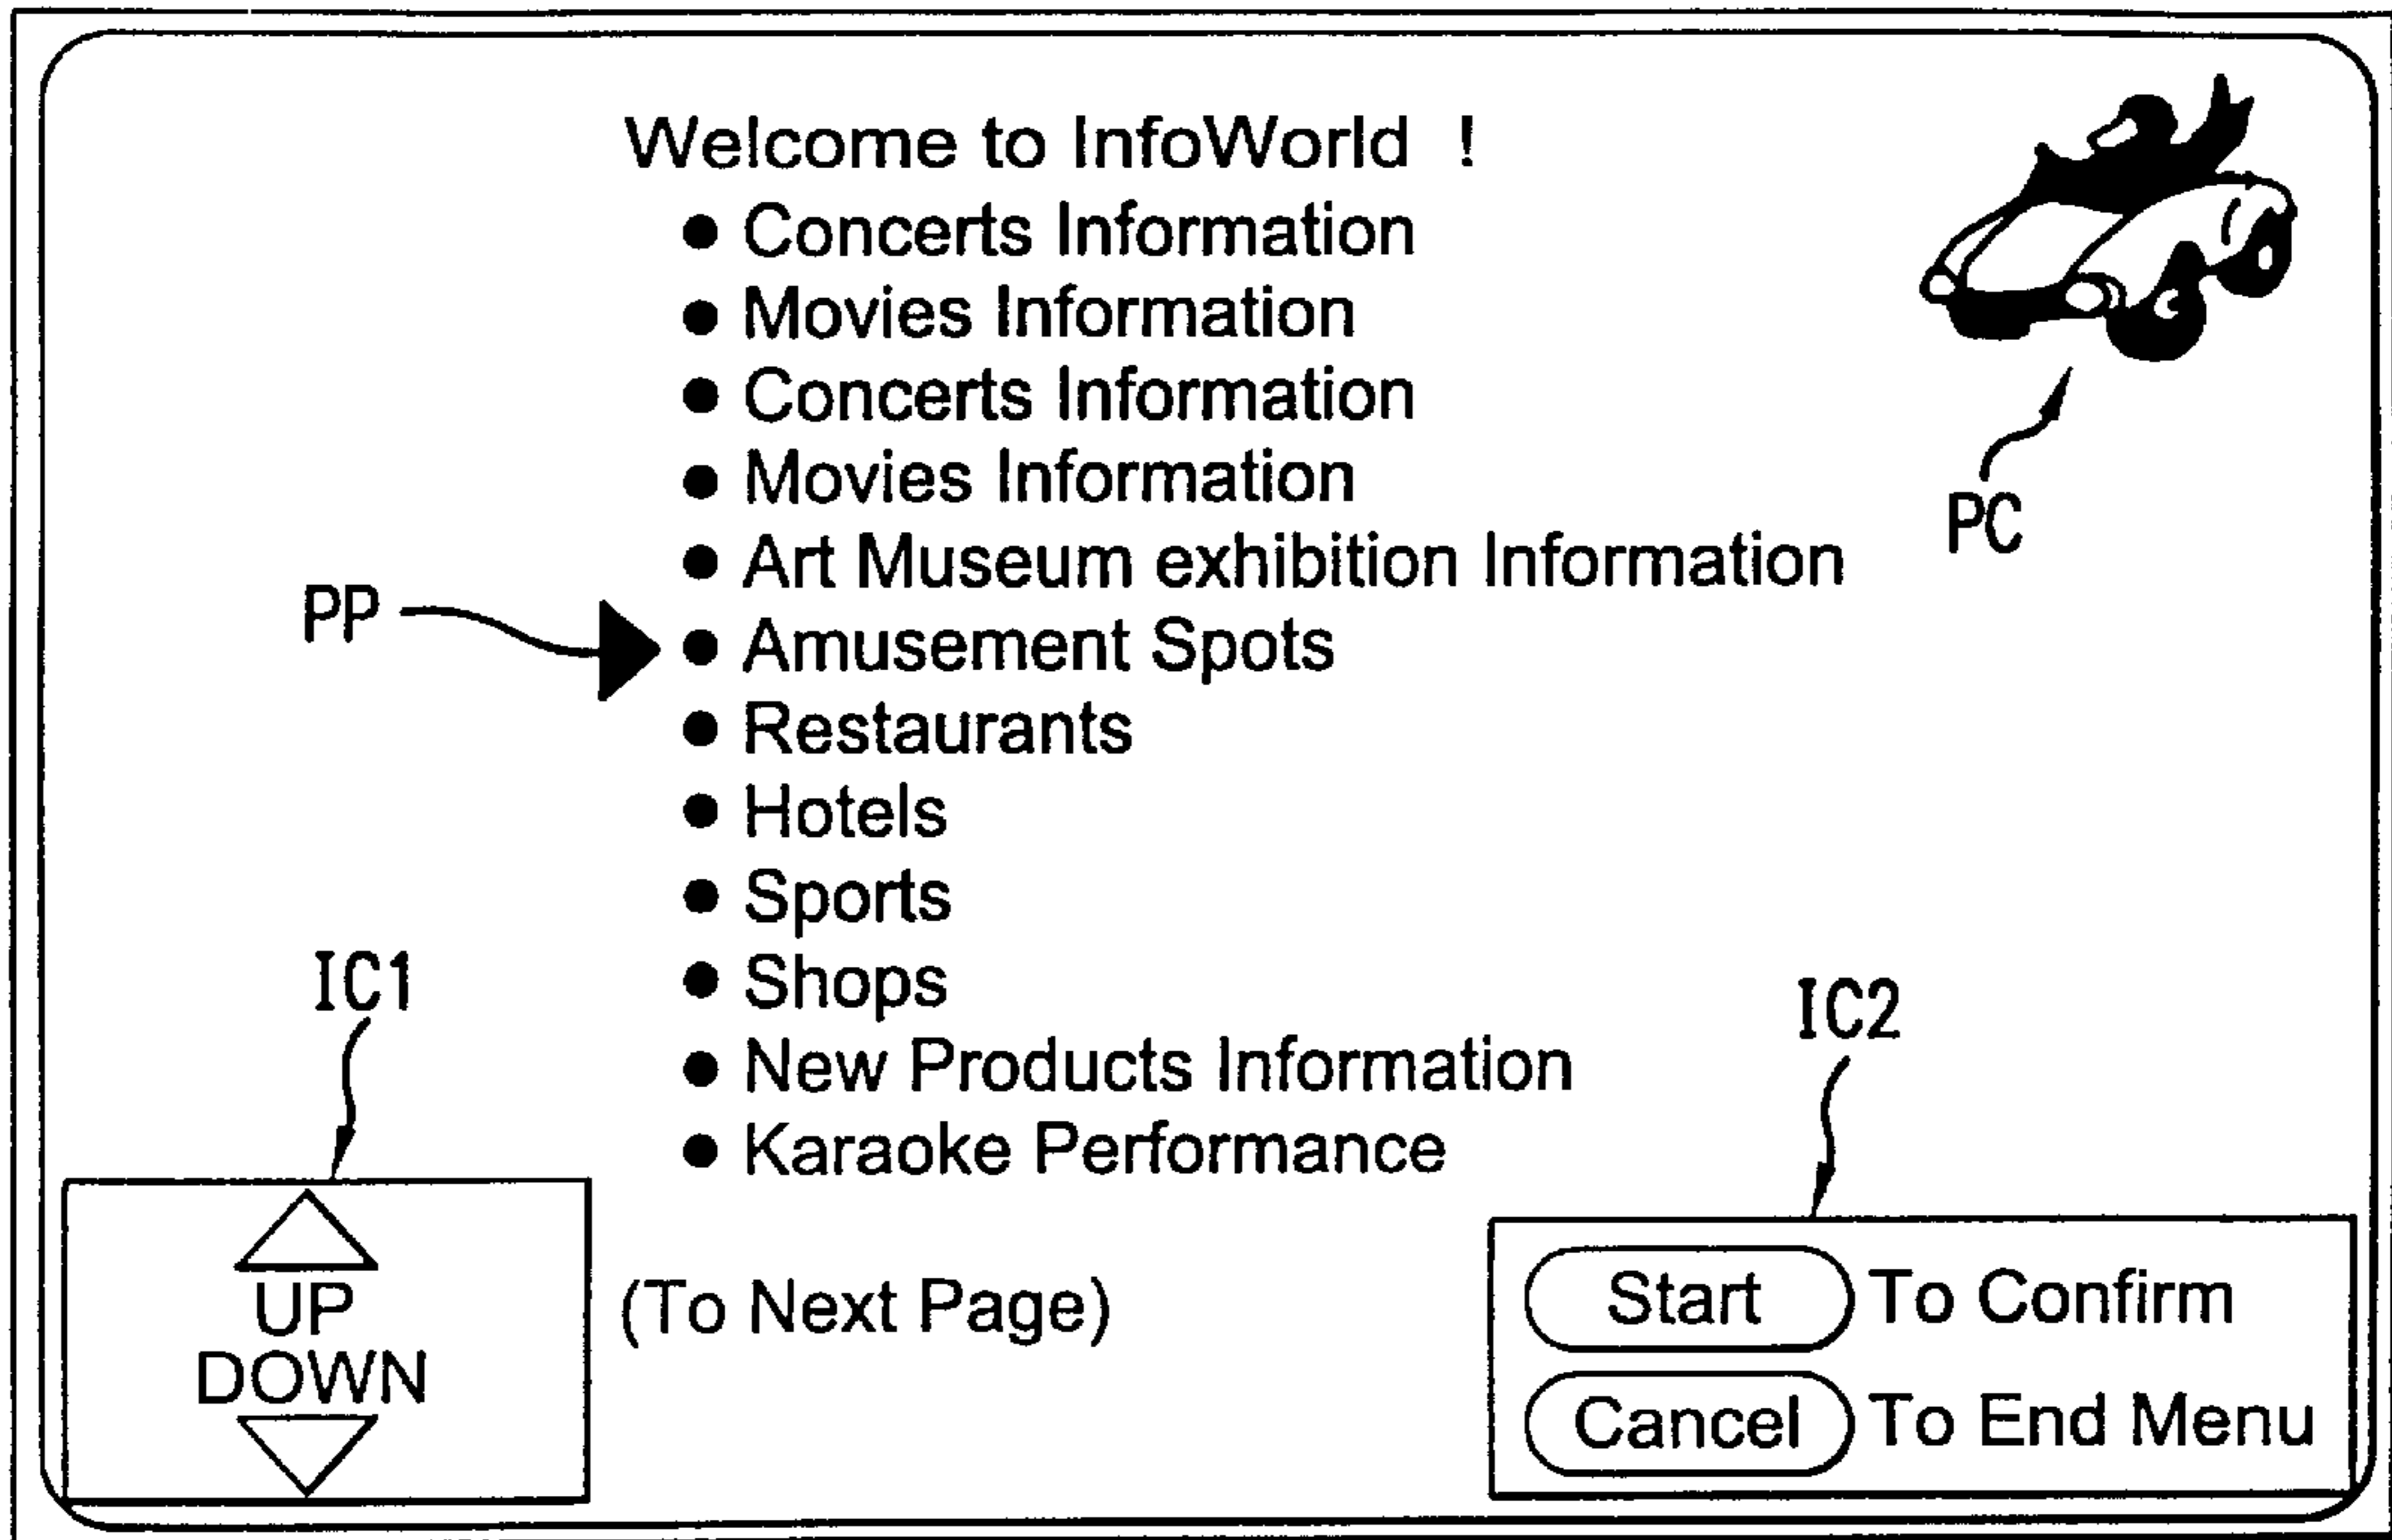 Welcome to InfoWorld !
● Concerts Information
● Movies Information
● Concerts Information
● Movies Information
PC
● Art Museum exhibition Information
PP
● Amusement Spots
● Restaurants
● Hotels
● Sports
● Shops
IC1
IC2
● New Products Information
● Karaoke Performance
UP
DOWN
(To Next Page)
Start To Confirm
Cancel To End Menu